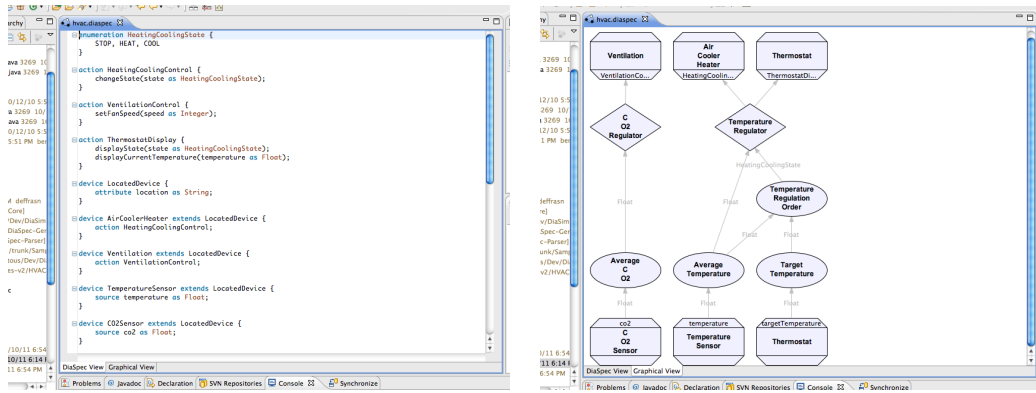 hvac.diaspec
enumeration HeatingCoolingState {
STOP, HEAT, COOL
}
action HeatingCoolingControl {
changeState(state as HeatingCoolingState);
}
action VentilationControl {
setFanSpeed(speed as Integer);
}
action ThermostatDisplay {
displayState(state as HeatingCoolingState);
displayCurrentTemperature(temperature as Float);
}
device LocatedDevice {
attribute location as String;
}
device AirCoolerHeater extends LocatedDevice {
action HeatingCoolingControl;
}
device Ventilation extends LocatedDevice {
action VentilationControl;
}
device TemperatureSensor extends LocatedDevice {
source temperature as Float;
}
device CO2Sensor extends LocatedDevice {
source co2 as Float;
}
DiaSpec View Graphical View
Problems @ Javadoc Declaration SVN Repositories Console Synchronize
hvac.diaspec
Ventilation
VentilationCo...
Air
Cooler
Heater
HeatingCoolin...
Thermostat
ThermostatDi...
C
O2
Regulator
Temperature
Regulator
HeatingCoolingState
Float
Float
Temperature
Regulation
Order
Float
Float
Average
C
O2
Average
Temperature
Target
Temperature
Float
Float
Float
co2
C
O2
Sensor
temperature
Temperature
Sensor
targetTemperature
Thermostat
DiaSpec View Graphical View
Problems @ Javadoc Declaration SVN Repositories Console Synchronize